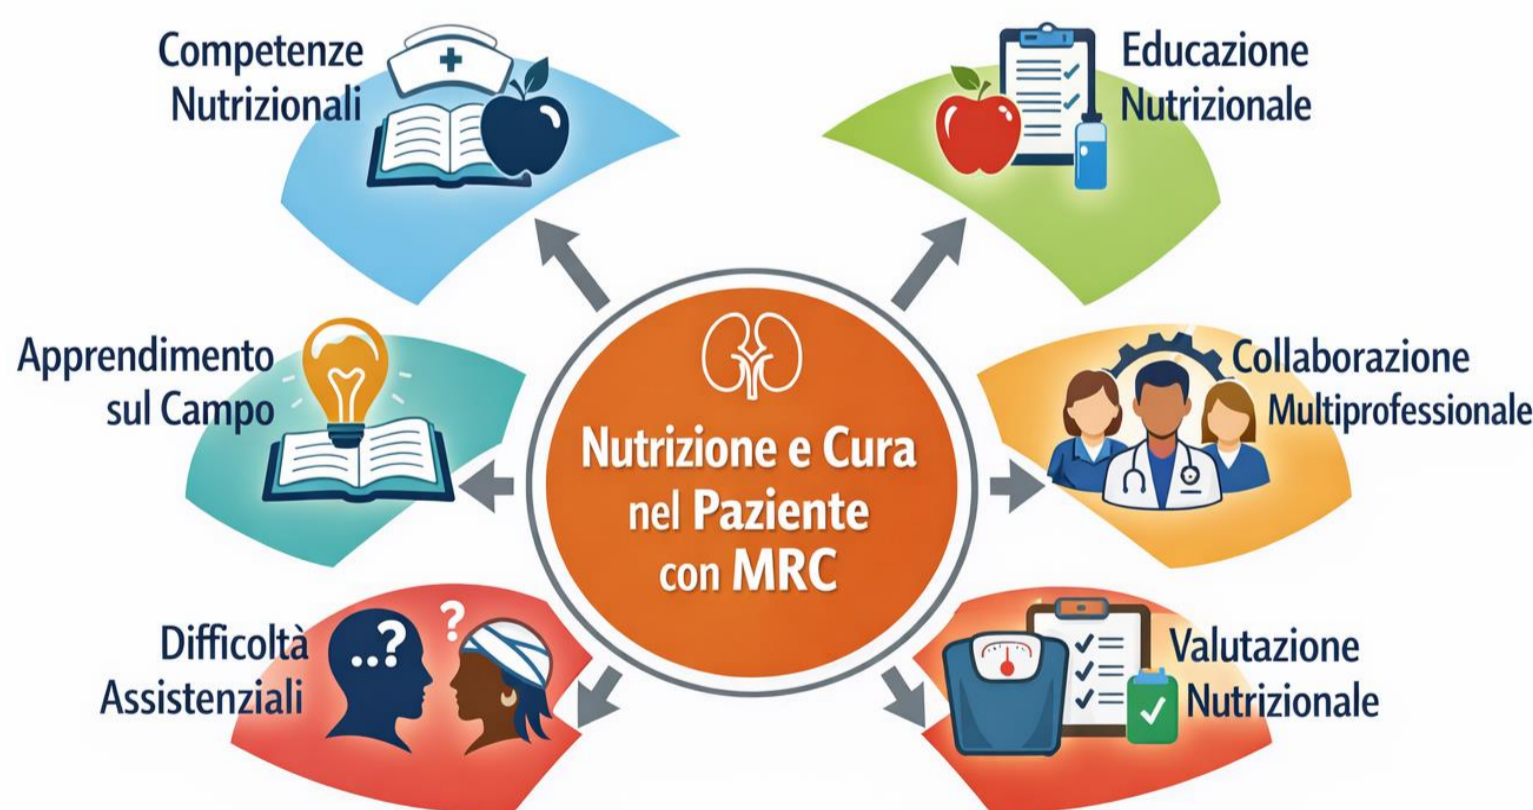 Competenze
Nutrizionali
Educazione
Nutrizionale
Apprendimento
sul Campo
Nutrizione e Cura
nel Paziente
con MRC
Collaborazione
Multiprofessionale
Difficoltà
Assistenziali
..?
?
Valutazione
Nutrizionale